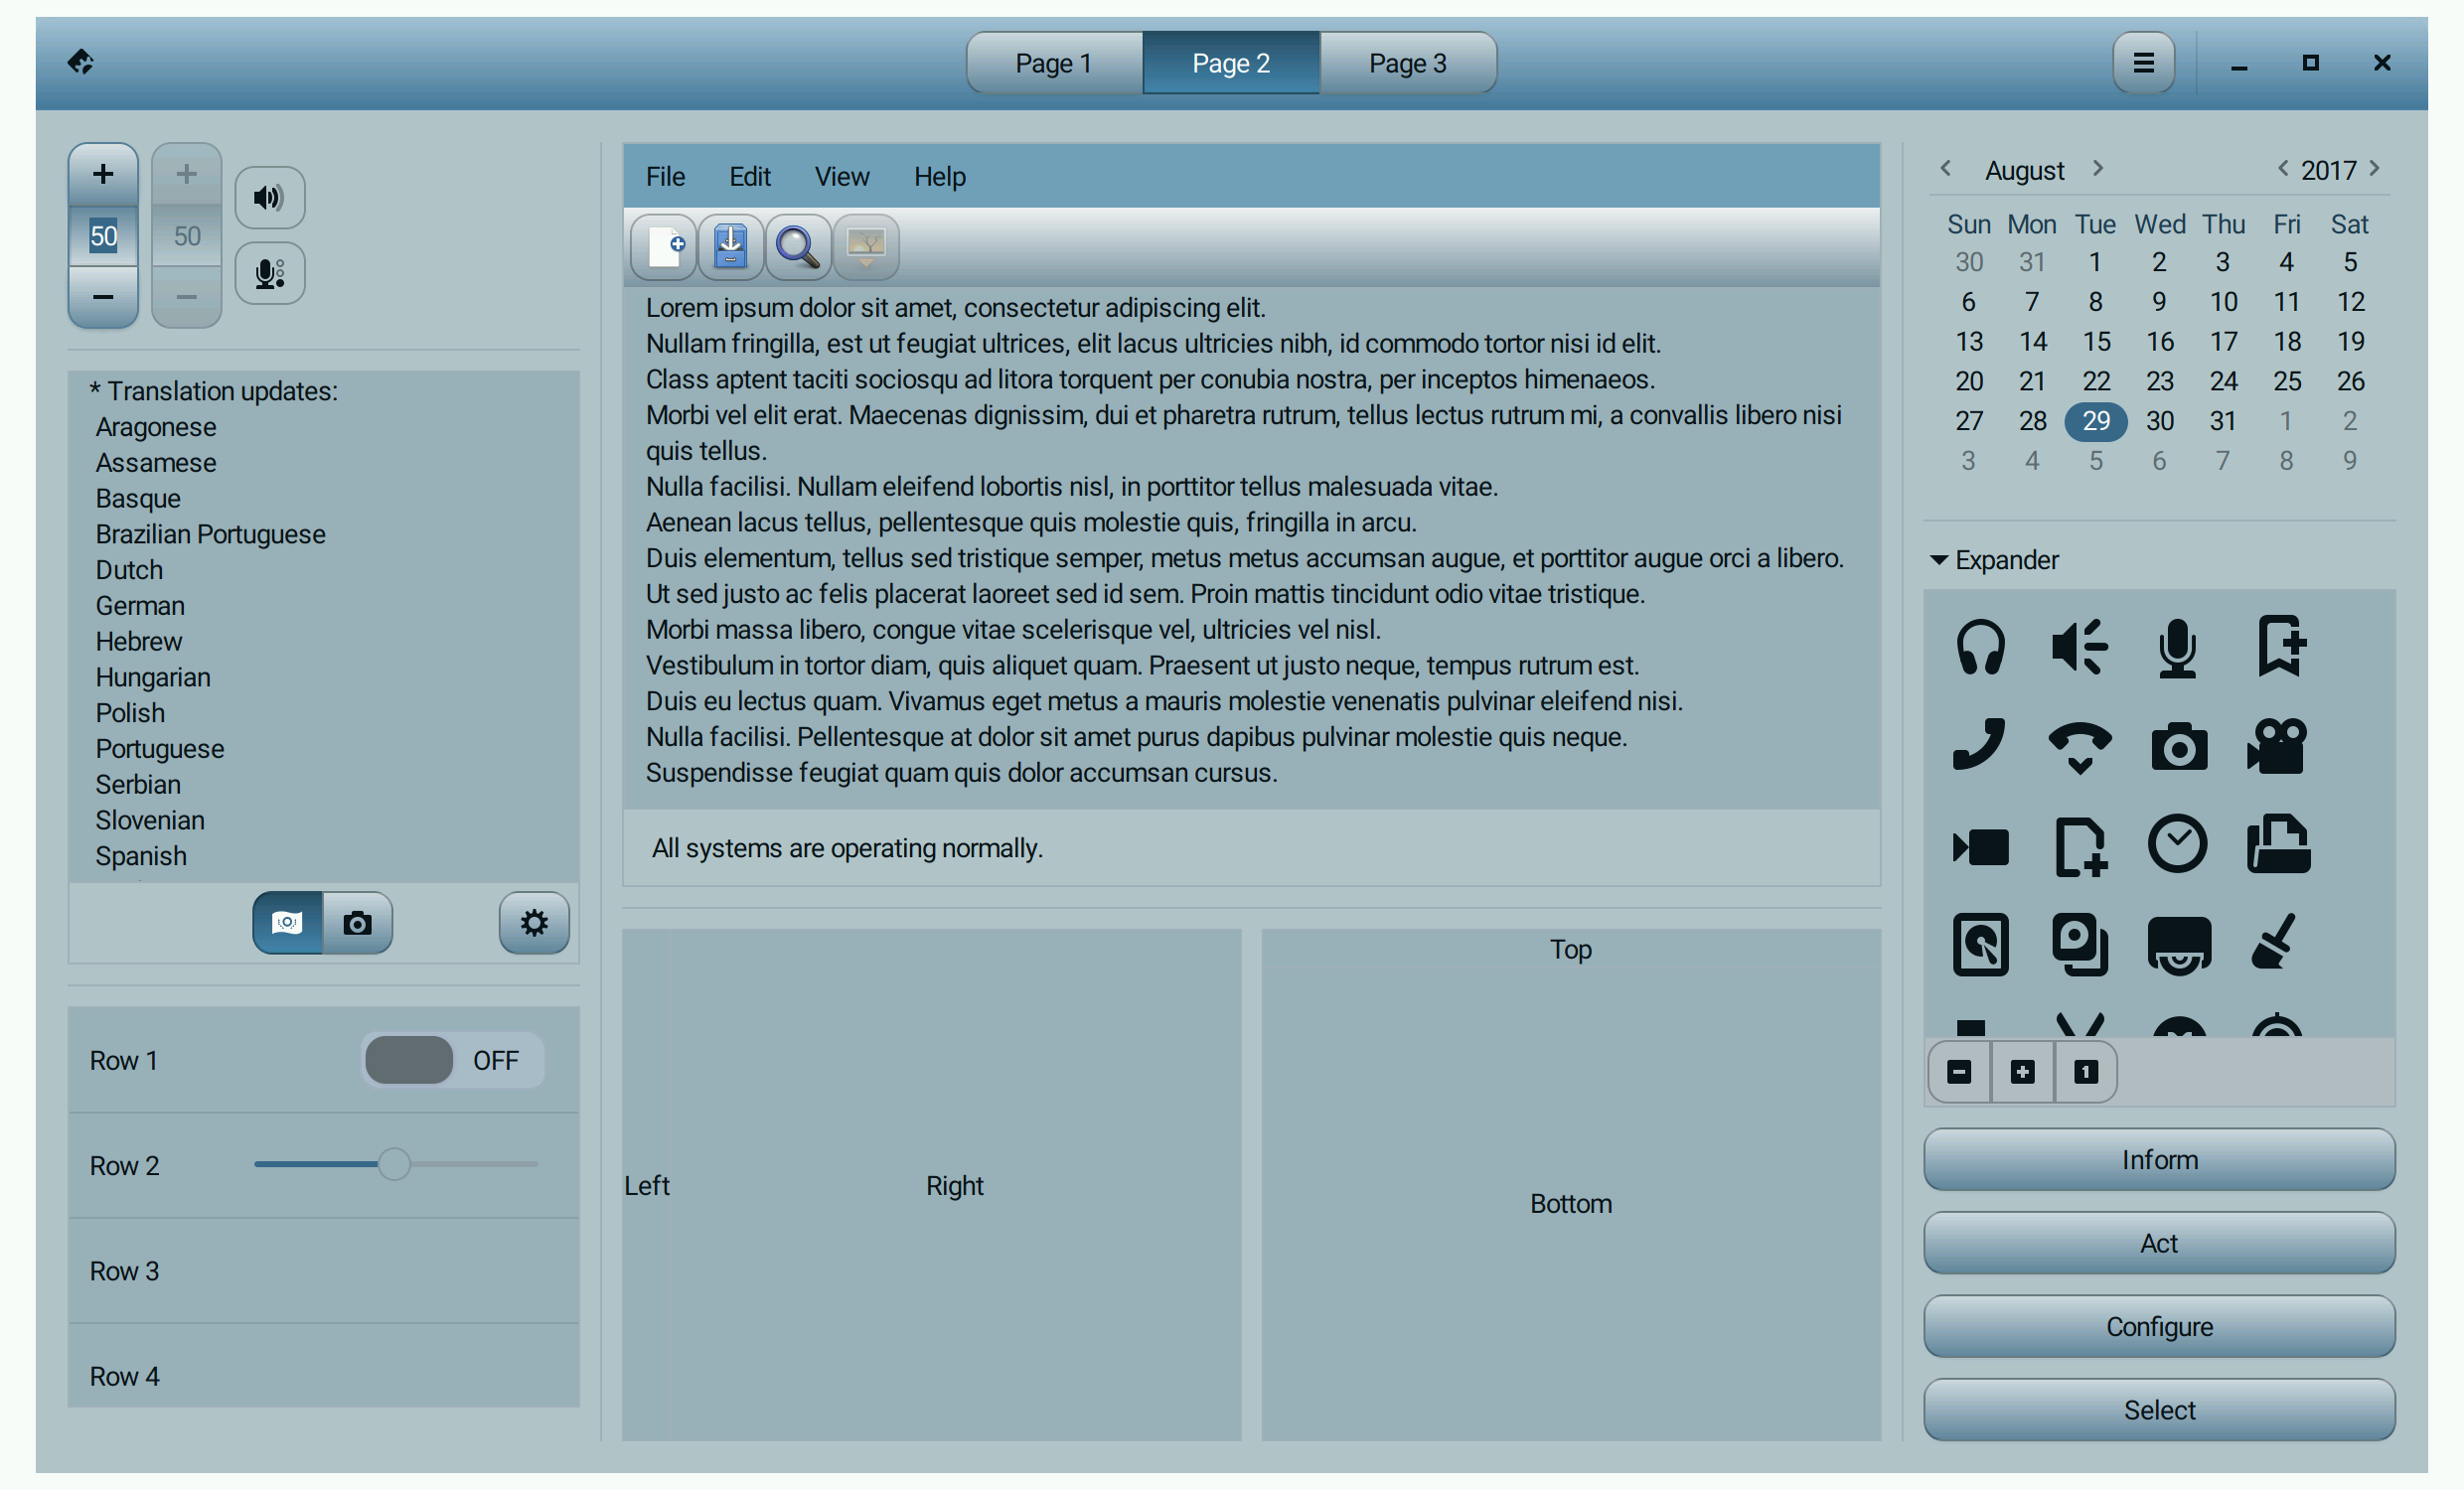 Page 1
Page 2
Page 3
50
50
* Translation updates:
Aragonese
Assamese
Basque
Brazilian Portuguese
Dutch
German
Hebrew
Hungarian
Polish
Portuguese
Serbian
Slovenian
Spanish
Row 1
OFF
Row 2
Row 3
Row 4
File Edit View Help
Lorem ipsum dolor sit amet, consectetur adipiscing elit.
Nullam fringilla, est ut feugiat ultrices, elit lacus ultricies nibh, id commodo tortor nisi id elit.
Class aptent taciti sociosqu ad litora torquent per conubia nostra, per inceptos himenaeos.
Morbi vel elit erat. Maecenas dignissim, dui et pharetra rutrum, tellus lectus rutrum mi, a convallis libero nisi
quis tellus.
Nulla facilisi. Nullam eleifend lobortis nisl, in porttitor tellus malesuada vitae.
Aenean lacus tellus, pellentesque quis molestie quis, fringilla in arcu.
Duis elementum, tellus sed tristique semper, metus metus accumsan augue, et porttitor augue orci a libero.
Ut sed justo ac felis placerat laoreet sed id sem. Proin mattis tincidunt odio vitae tristique.
Morbi massa libero, congue vitae scelerisque vel, ultricies vel nisl.
Vestibulum in tortor diam, quis aliquet quam. Praesent ut justo neque, tempus rutrum est.
Duis eu lectus quam. Vivamus eget metus a mauris molestie venenatis pulvinar eleifend nisi.
Nulla facilisi. Pellentesque at dolor sit amet purus dapibus pulvinar molestie quis neque.
Suspendisse feugiat quam quis dolor accumsan cursus.
All systems are operating normally.
Left
Right
Top
Bottom
August 2017
Sun Mon Tue Wed Thu Fri Sat
30 31 1 2 3 4 5
6 7 8 9 10 11 12
13 14 15 16 17 18 19
20 21 22 23 24 25 26
27 28 29 30 31 1 2
3 4 5 6 7 8 9
Expander
1
Inform
Act
Configure
Select